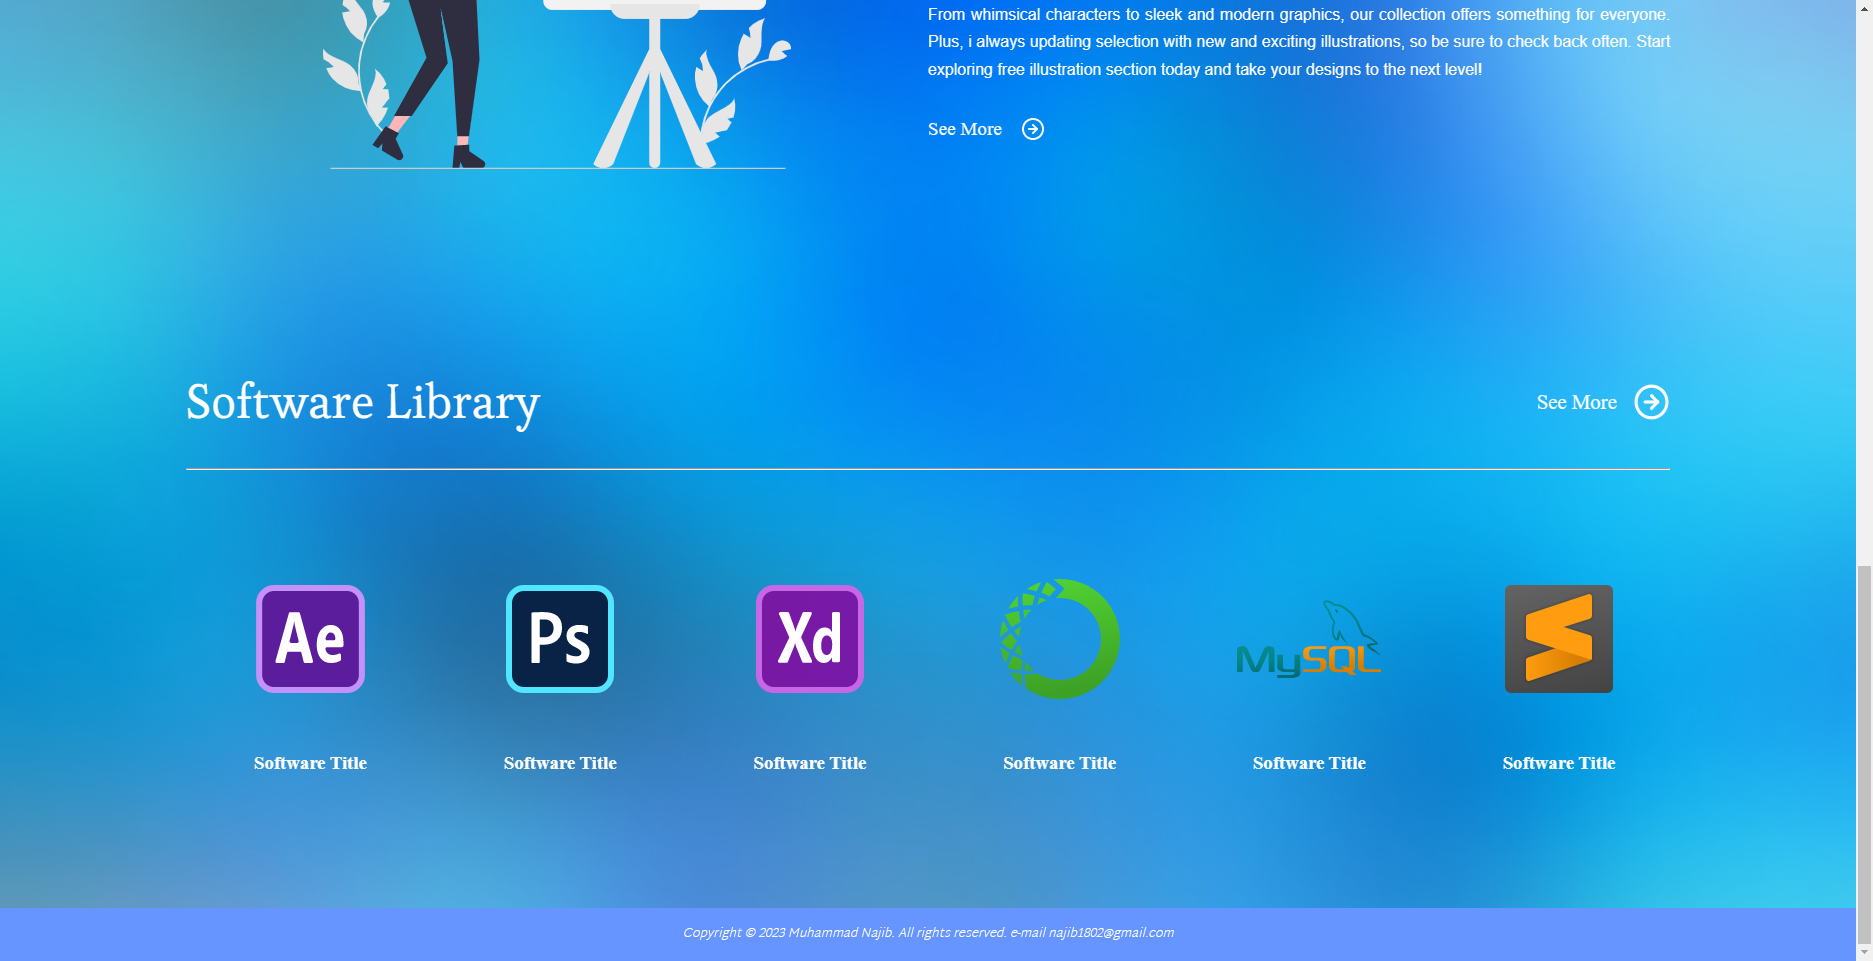 From whimsical characters to sleek and modern graphics, our collection offers something for everyone.
Plus, i always updating selection with new and exciting illustrations, so be sure to check back often. Start
exploring free illustration section today and take your designs to the next level!
See More
Software Library
See More
Ae
Ps
Xd
MySQL
Software Title
Software Title
Software Title
Software Title
Software Title
Software Title
Copyright © 2023 Muhammad Najib. All rights reserved. e-mail najib1802@gmail.com